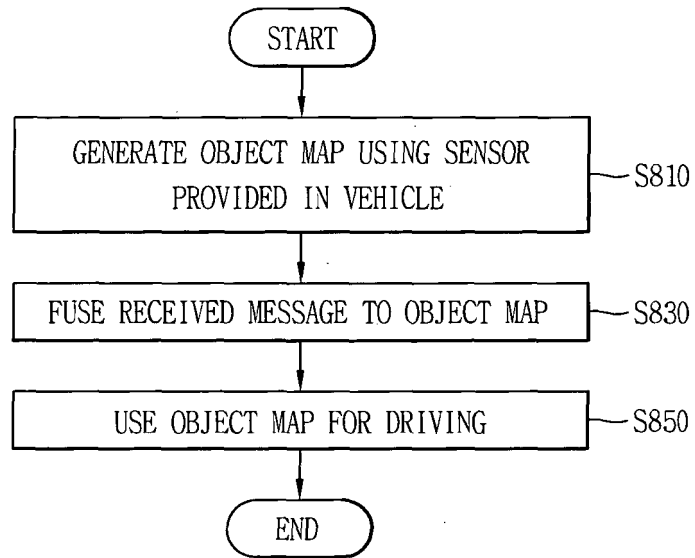 START
GENERATE OBJECT MAP USING SENSOR
PROVIDED IN VEHICLE
S810
FUSE RECEIVED MESSAGE TO OBJECT MAP
S830
USE OBJECT MAP FOR DRIVING
S850
END